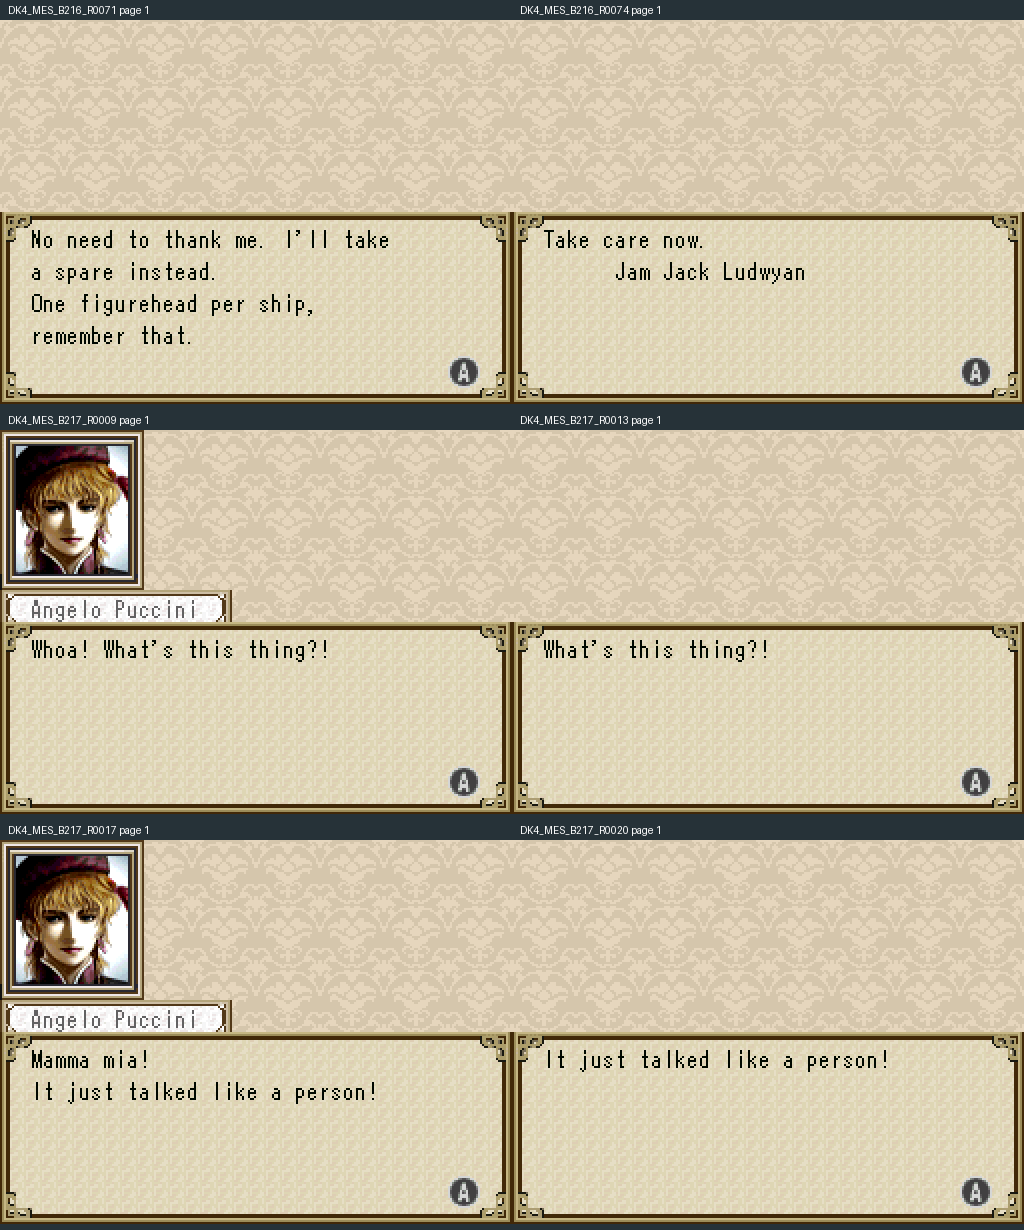 DK4_MES_B216_R0071 page 1
No need to thank me. I'll take
a spare instead.
One figurehead per ship,
remember that.
A
DK4_MES_B216_R0074 page 1
Take care now.
Jam Jack Ludwyan
A
DK4_MES_B217_R0009 page 1
Angelo Puccini
Whoa! What's this thing?!
A
DK4_MES_B217_R0013 page 1
What's this thing?!
A
DK4_MES_B217_R0017 page 1
Angelo Puccini
Mamma mia!
It just talked like a person!
A
DK4_MES_B217_R0020 page 1
It just talked like a person!
A